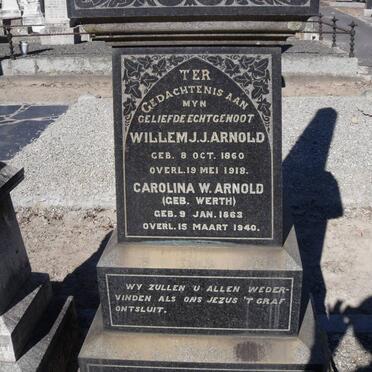 TER
GEDACHTENIS AAN
MYN
GELIEFDE ECHTGENOOT
WILLEM J.J. ARNOLD
GEB. 8 OCT. 1860
OVERL. 19 MEI 1918.
CAROLINA W. ARNOLD
(GEB. WERTH)
GEB. 9 JAN. 1863
OVERL. 15 MAART 1940.
WY ZULLEN U ALLEN WEDER-
VINDEN ALS ONS JEZUS 'T GRAF
ONTSLUIT.